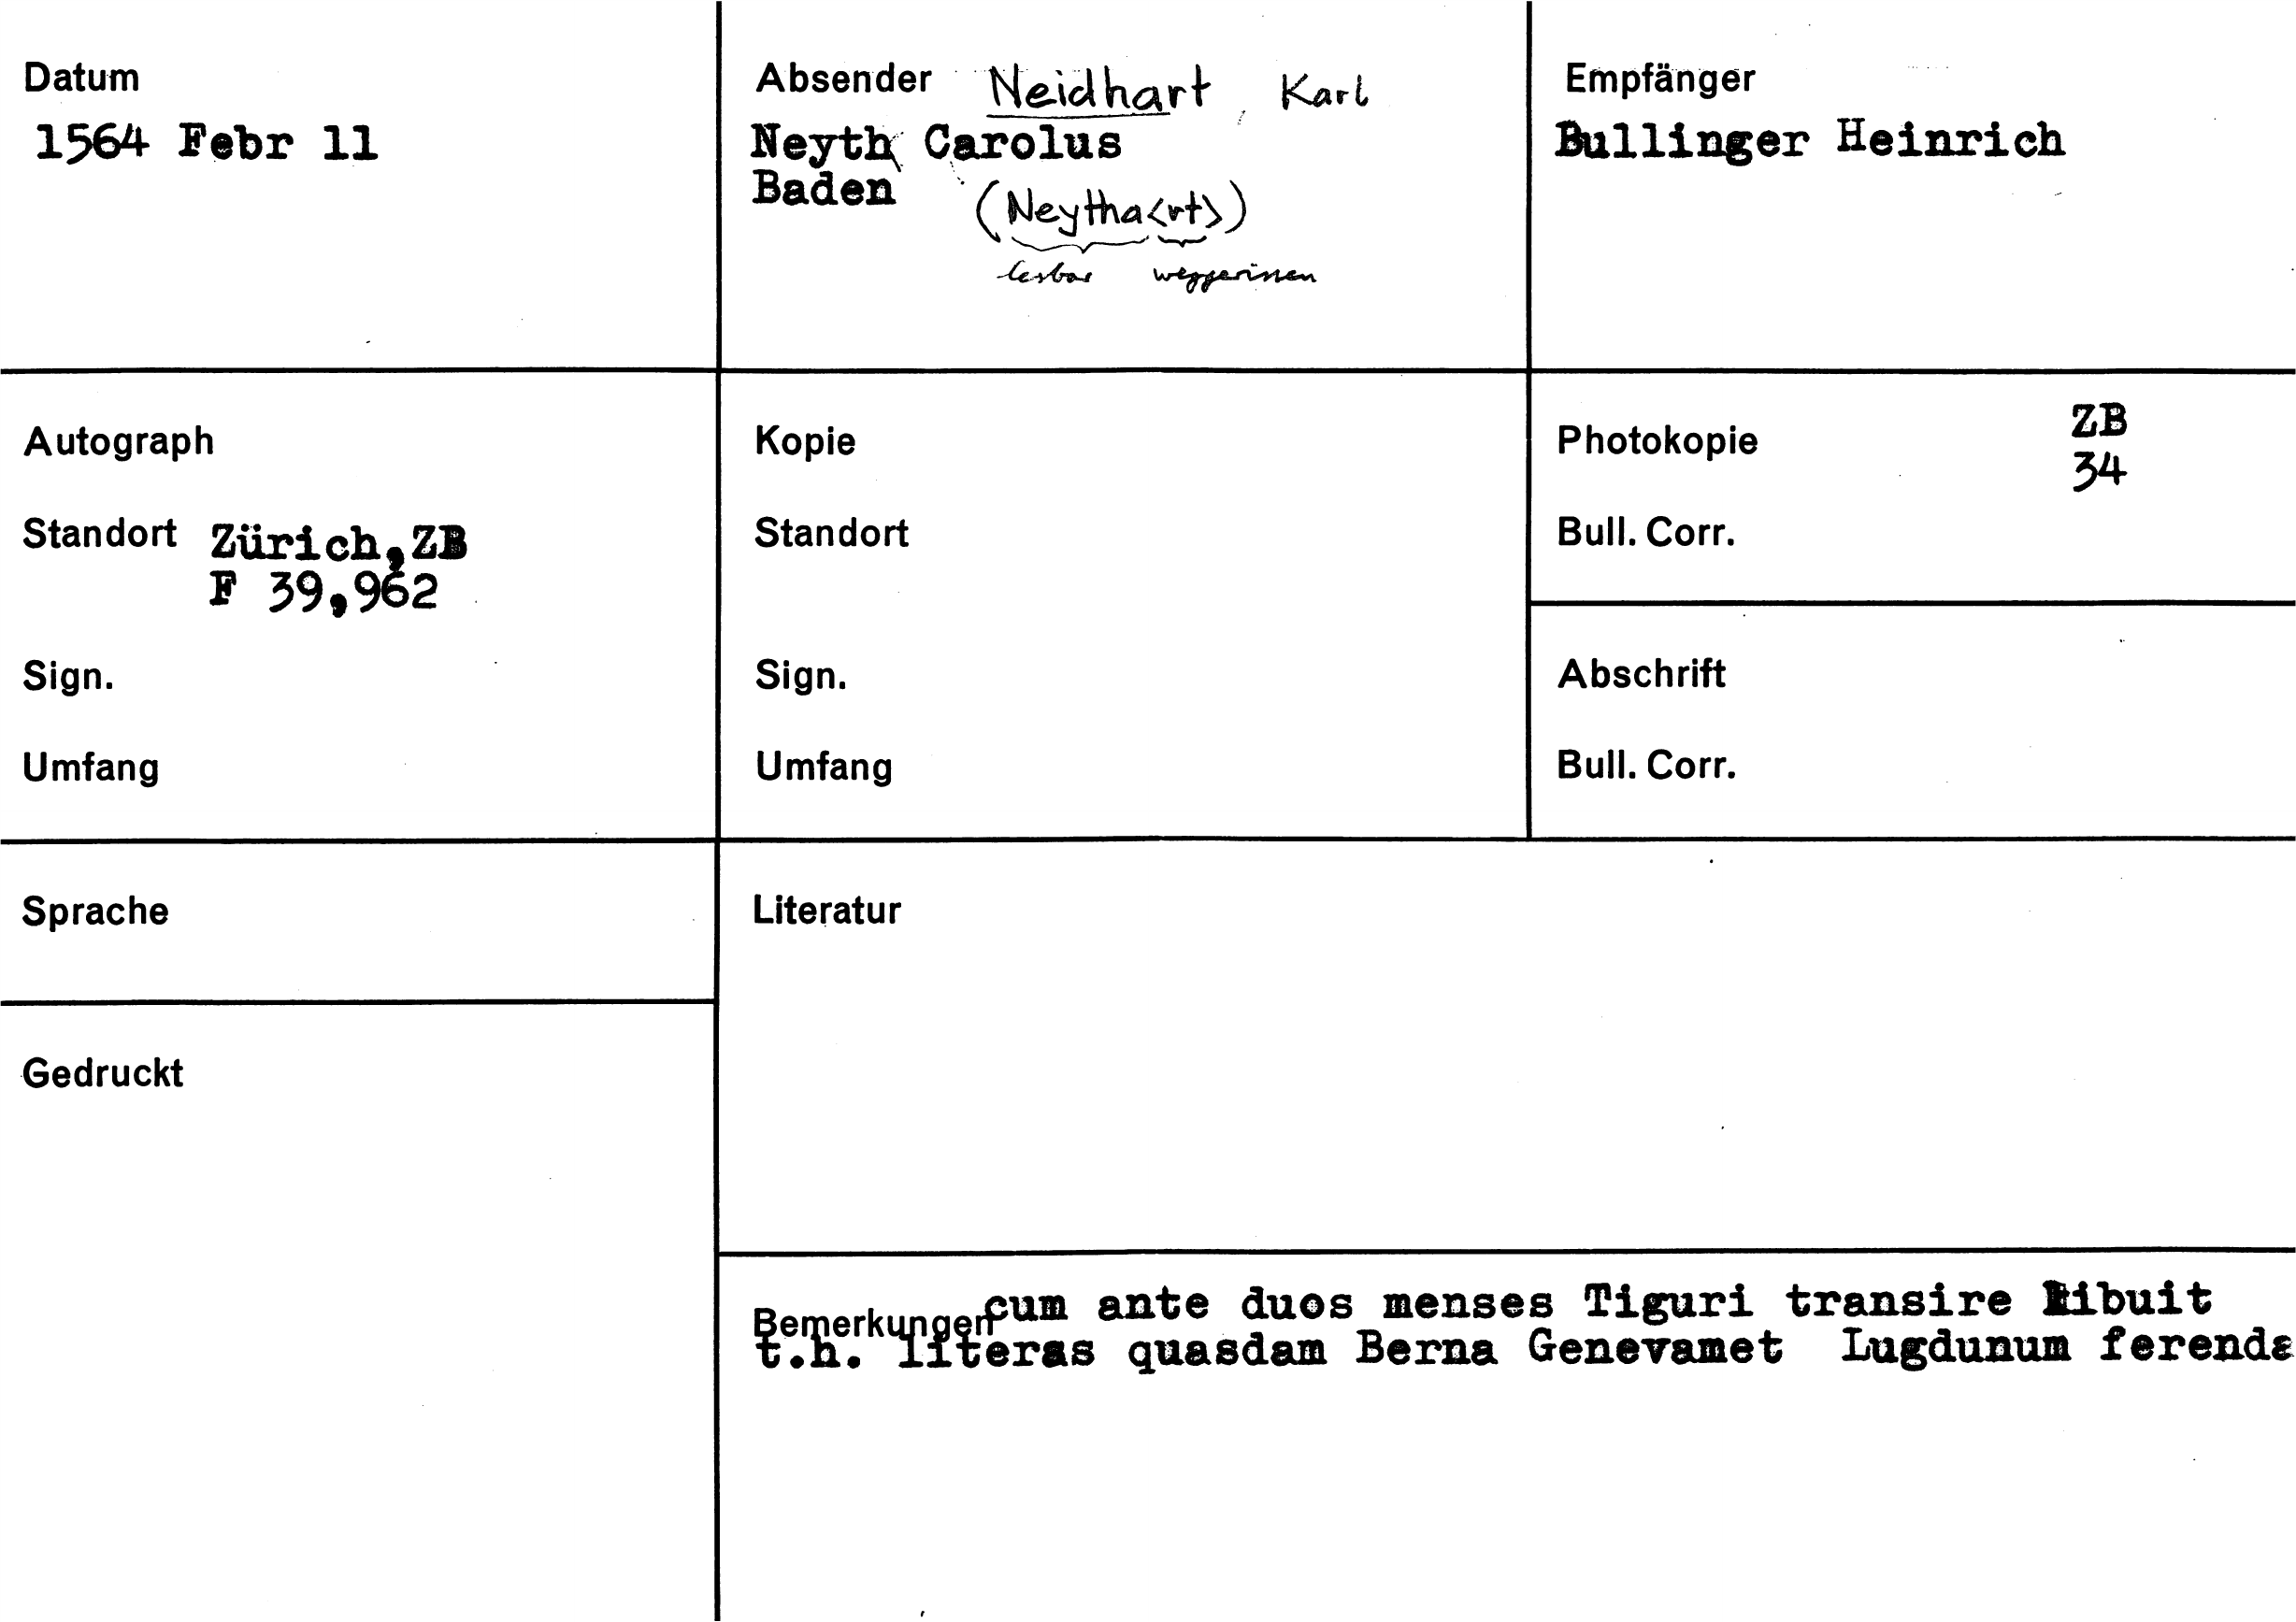 Datum
1564 Febr 11
Absender Neidhart, Karl
Neyth Carolus
Baden
(Neytha<rt>)
lesbar weggerissen
Empfänger
Bullinger Heinrich
Autograph
Standort Zürich,ZB
F 39,962
Sign.
Umfang
Kopie
Standort
Sign.
Umfang
Photokopie ZB
34
Bull. Corr.
Abschrift
Bull. Corr.
Sprache
Gedruckt
Literatur
Bemerkungen cum ante duos menses Tiguri transire libuit
t.h. literas quasdam Berna Genevamet Lugdunum ferenda